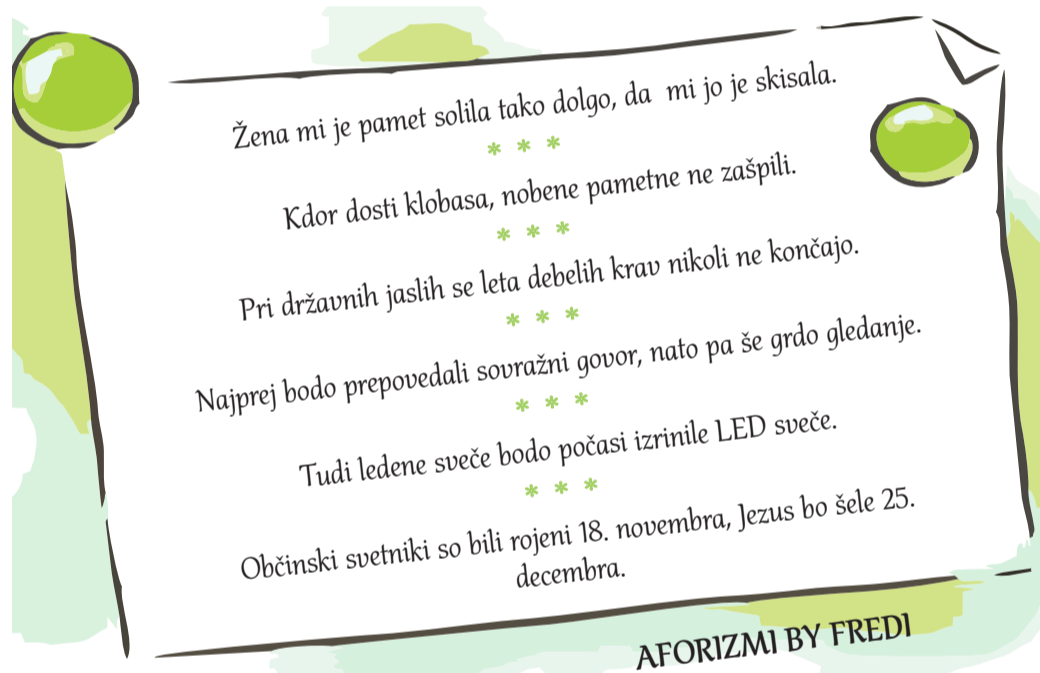 Žena mi je pamet solila tako dolgo, da mi jo je skisala.
* * *
Kdor dosti klobasa, nobene pametne ne zašpili.
* * *
Pri državnih jaslih se leta debelih krav nikoli ne končajo.
* * *
Najprej bodo prepovedali sovražni govor, nato pa še grdo gledanje.
* * *
Tudi ledene sveče bodo počasi izrinile LED sveče.
* * *
Občinski svetniki so bili rojeni 18. novembra, Jezus bo šele 25.
decembra.
AFORIZMI BY FREDI